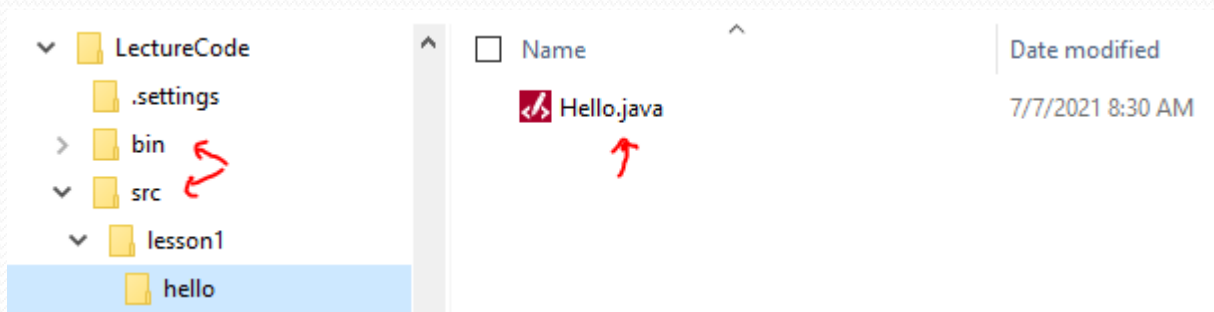 LectureCode
.settings
bin
src
lesson1
hello
Name Date modified
Hello.java 7/7/2021 8:30 AM